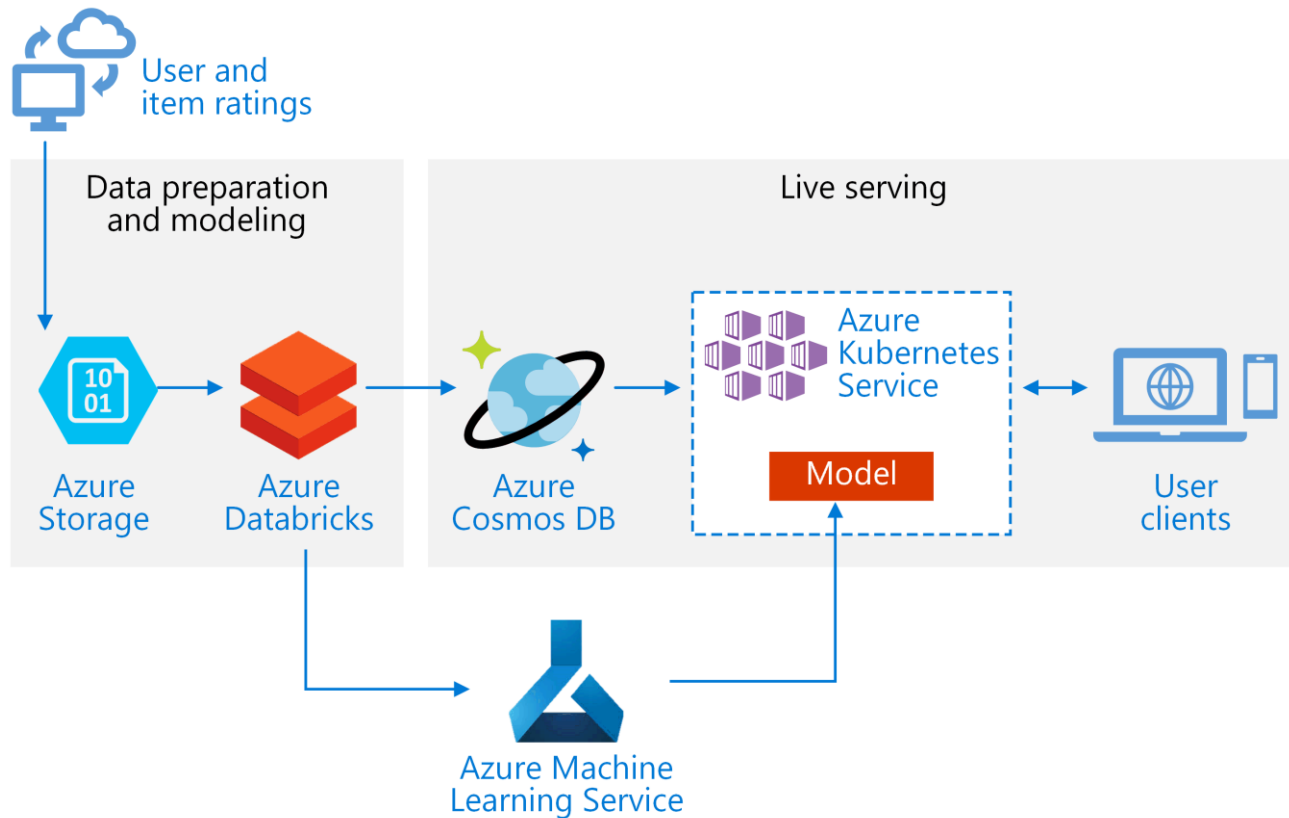 User and
item ratings
Data preparation
and modeling
Live serving
10
01
Azure
Storage
Azure
Databricks
Azure
Cosmos DB
Azure
Kubernetes
Service
Model
User
clients
Azure Machine
Learning Service